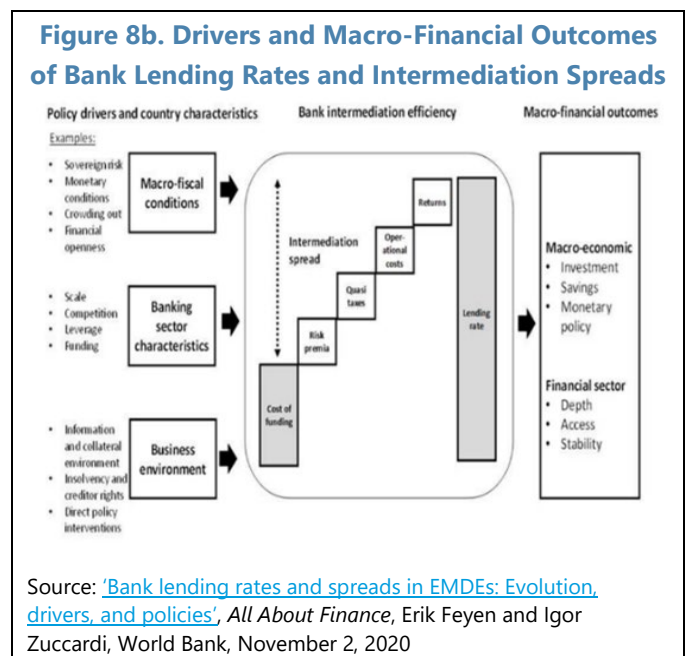 Figure 8b. Drivers and Macro-Financial Outcomes
of Bank Lending Rates and Intermediation Spreads
Policy drivers and country characteristics
Bank intermediation efficiency
Macro-financial outcomes
Examples:
• Sovereign risk
• Monetary
conditions
• Crowding out
• Financial
openness
Macro-fiscal
conditions
• Scale
• Competition
• Leverage
• Funding
Banking
sector
characteristics
• Information
and collateral
environment
• Insolvency and
creditor rights
• Direct policy
interventions
Business
environment
Intermediation
spread
Cost of
funding
Risk
premia
Quasi
taxes
Oper-
ational
costs
Returns
Lending
rate
Macro-economic
• Investment
• Savings
• Monetary
policy
Financial sector
• Depth
• Access
• Stability
Source: ‘Bank lending rates and spreads in EMDEs: Evolution,
drivers, and policies’, All About Finance, Erik Feyen and Igor
Zuccardi, World Bank, November 2, 2020